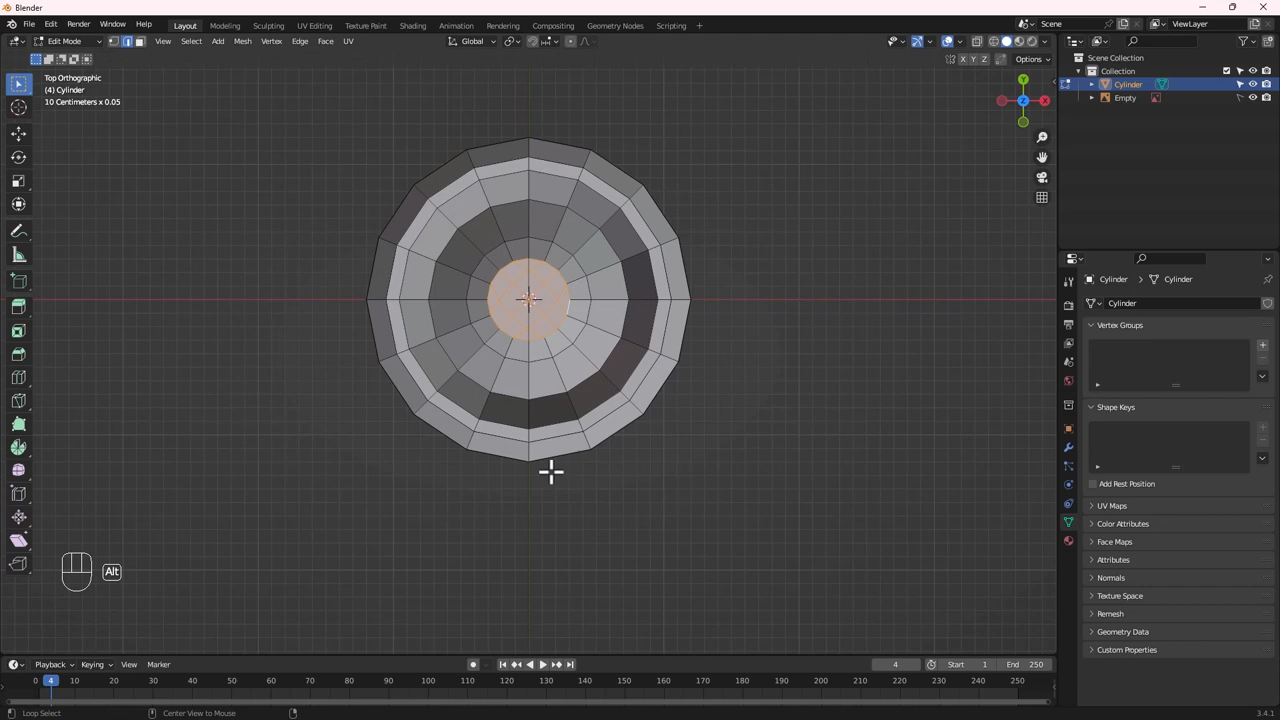 Blender
File Edit Render Window Help
Layout Modeling Sculpting UV Editing Texture Paint Shading Animation Rendering Compositing Geometry Nodes Scripting +
Scene
ViewLayer
Edit Mode
View Select Add Mesh Vertex Edge Face UV
Global
X Y Z
Options
Top Orthographic
(4) Cylinder
10 Centimeters x 0.05
Y
Z
X
Alt
Scene Collection
Collection
Cylinder
Empty
Cylinder
Cylinder
Cylinder
Vertex Groups
Shape Keys
Add Rest Position
UV Maps
Color Attributes
Face Maps
Attributes
Normals
Texture Space
Remesh
Geometry Data
Custom Properties
Playback Keying View Marker
4
Start 1
End 250
0 4 10 20 30 40 50 60 70 80 90 100 110 120 130 140 150 160 170 180 190 200 210 220 230 240 250
Loop Select
Center View to Mouse
3.4.1